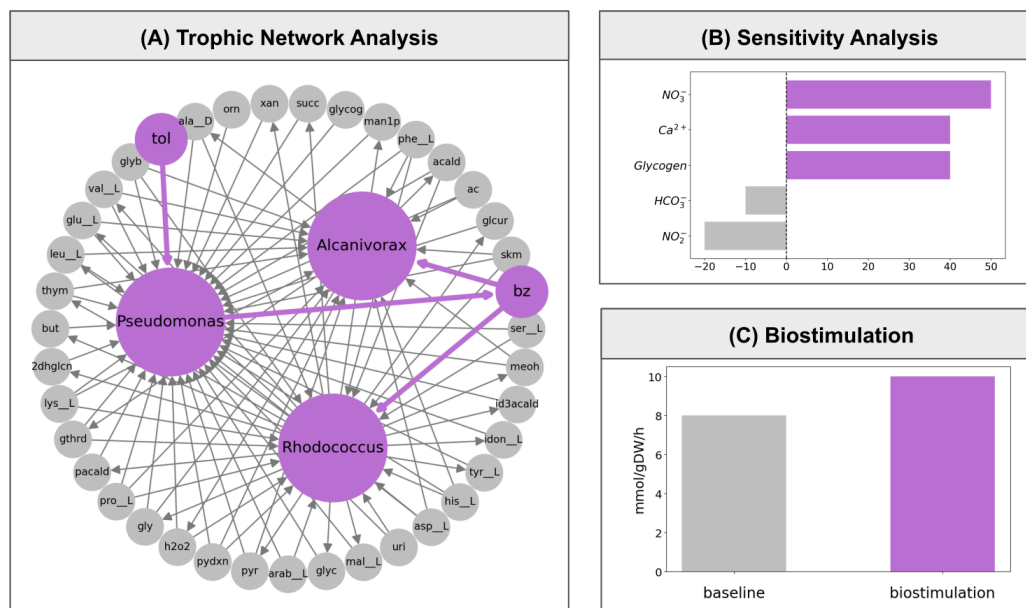 (A) Trophic Network Analysis
tol
ala__D
orn
xan
succ
glycog
man1p
phe__L
acald
ac
glcur
skm
bz
ser__L
meoh
id3acald
idon__L
tyr__L
his__L
asp__L
uri
mal__L
glyc
arab__L
pyr
pydxn
h2o2
gly
pro__L
pacald
gthrd
lys__L
2dhglcn
but
thym
leu__L
glu__L
val__L
glyb
Alcanivorax
Pseudomonas
Rhodococcus
(B) Sensitivity Analysis
NO₃⁻
Ca²⁺
Glycogen
HCO₃⁻
NO₂⁻
−20 −10 0 10 20 30 40 50
(C) Biostimulation
10
8
6
4
2
0
mmol/gDW/h
baseline biostimulation